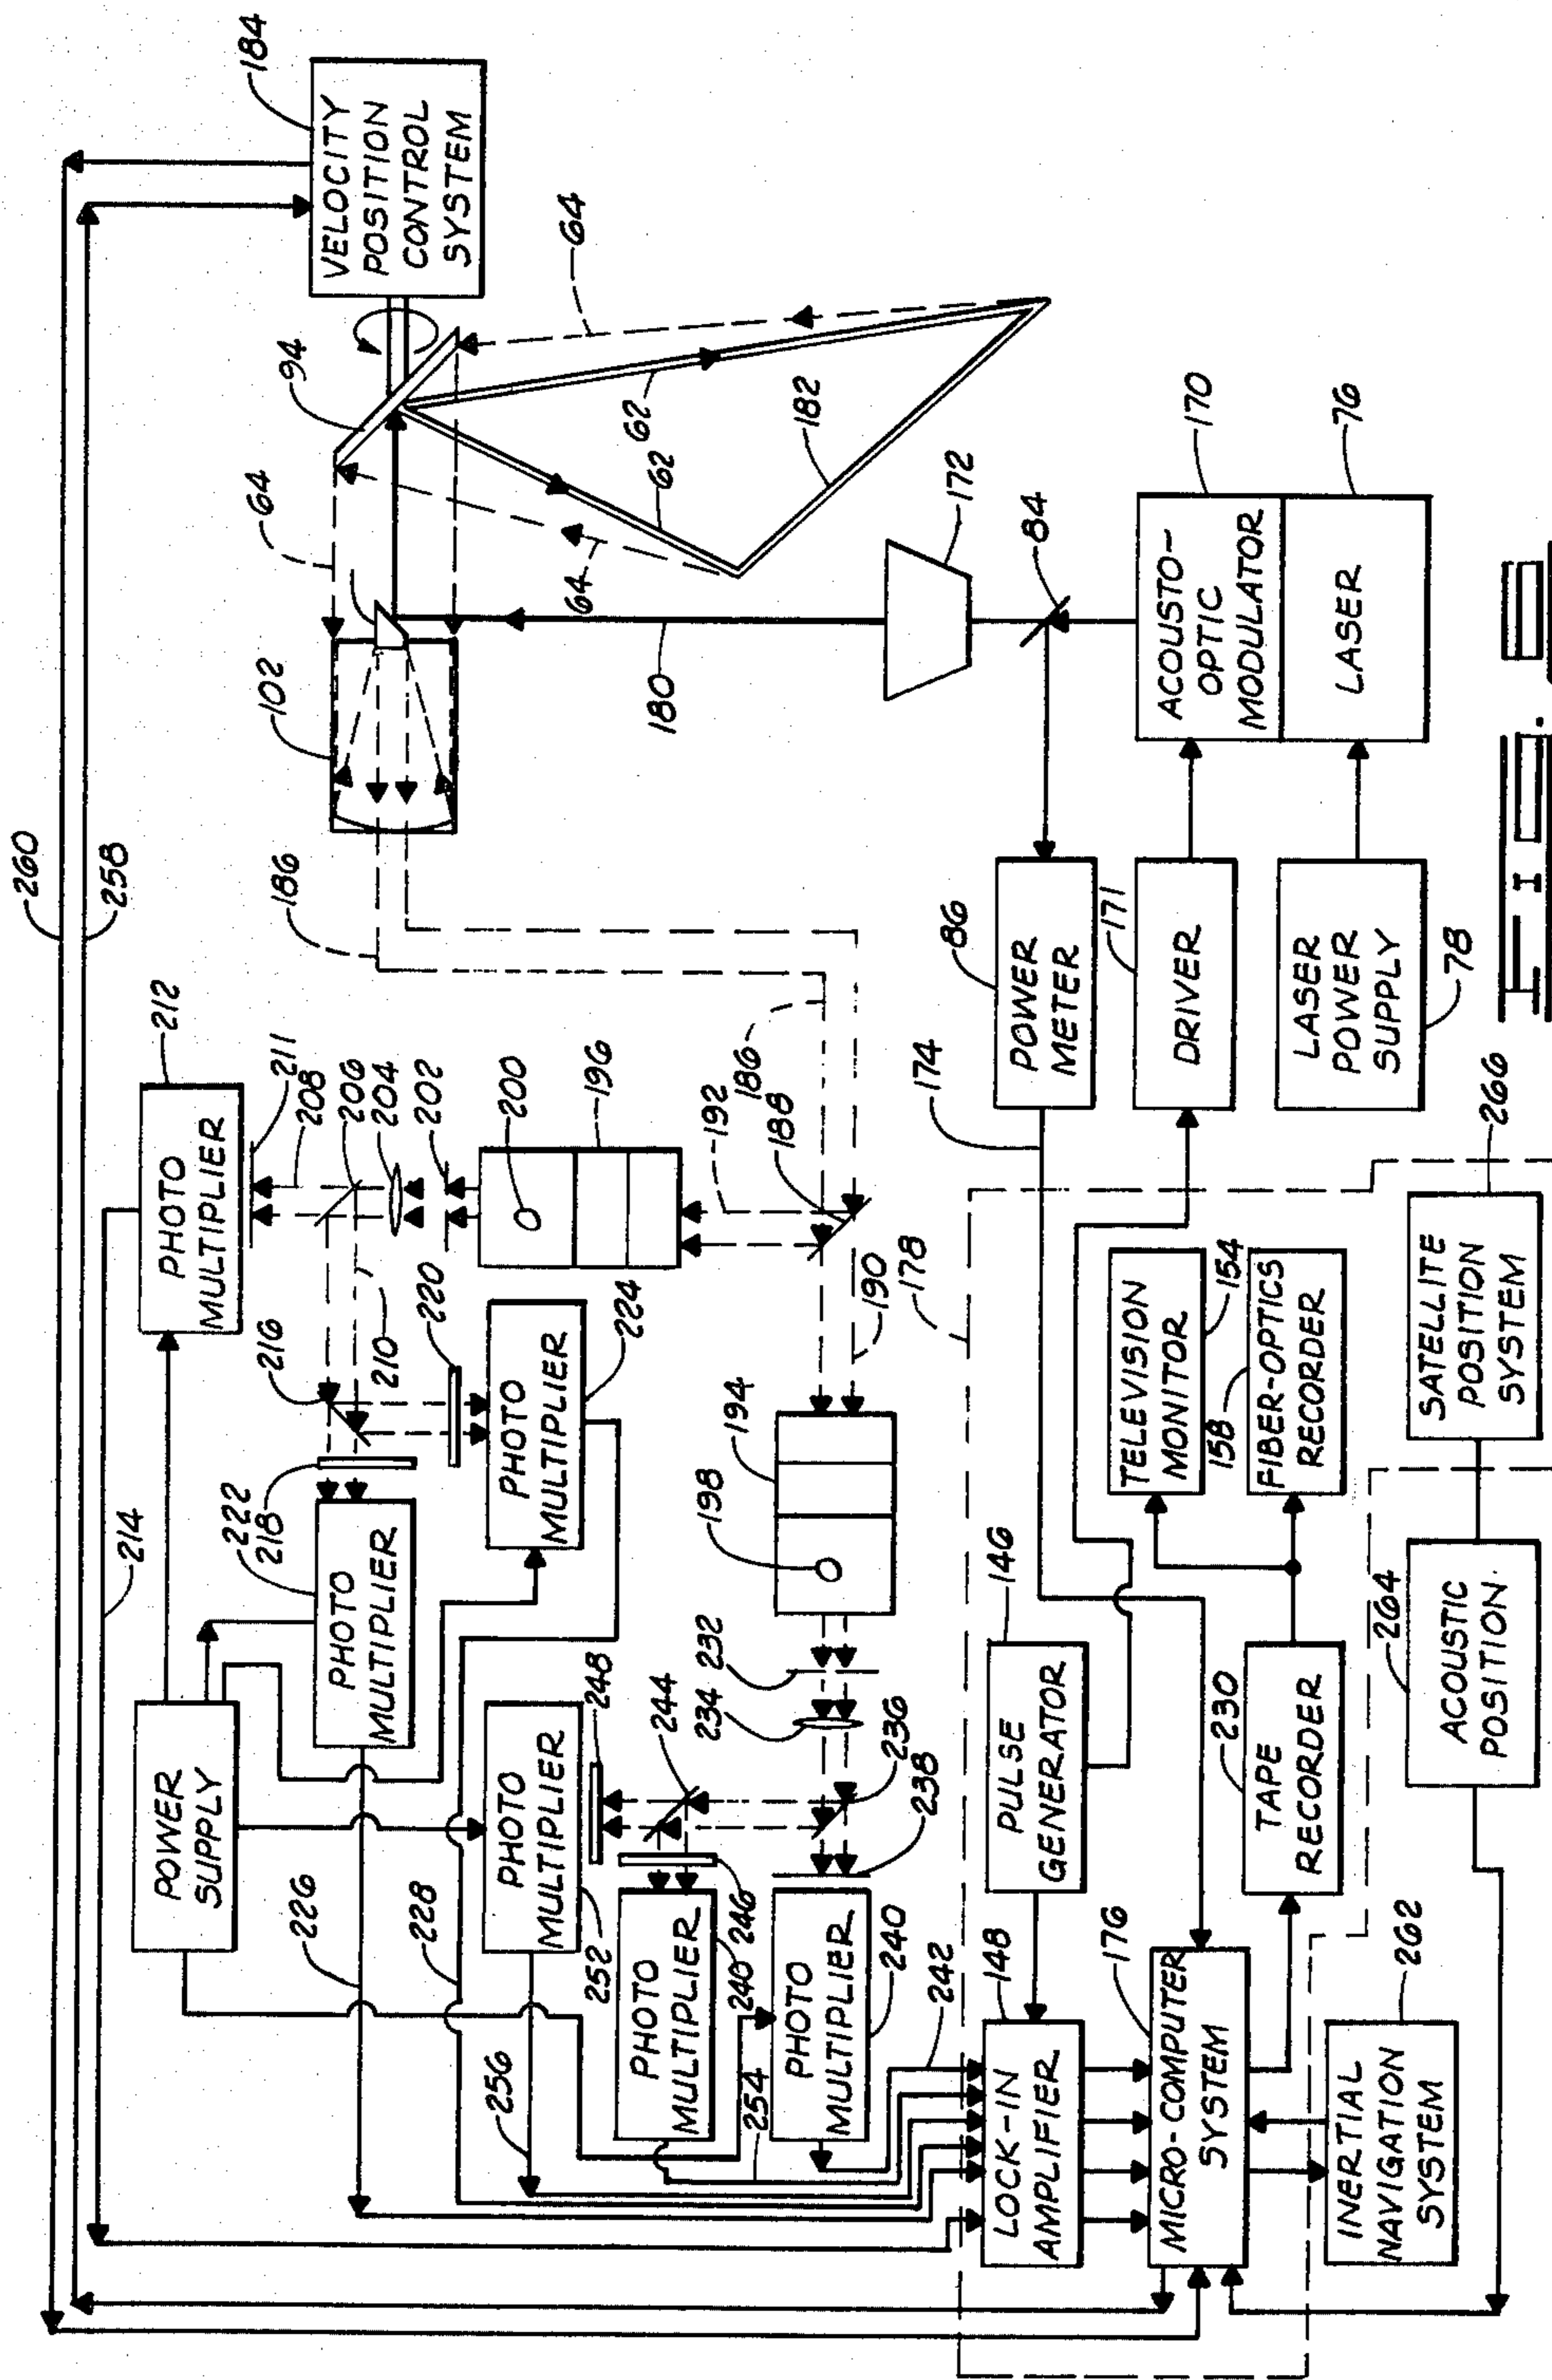 260
258
184
VELOCITY
POSITION
CONTROL
SYSTEM
94
64
64
62
62
64
182
102
186
180
172
84
170
ACOUSTO-
OPTIC
MODULATOR
76
LASER
86
POWER
METER
171
DRIVER
LASER
POWER
SUPPLY
78
174
212
PHOTO
MULTIPLIER
211
208
206
204
202
200
196
192
188
186
190
178
214
216
210
220
222
218
PHOTO
MULTIPLIER
224
PHOTO
MULTIPLIER
194
198
232
234
236
238
244
248
POWER
SUPPLY
226
228
PHOTO
MULTIPLIER
252
256
PHOTO
MULTIPLIER
246
240
254
PHOTO
MULTIPLIER
240
242
146
PULSE
GENERATOR
148
LOCK-IN
AMPLIFIER
176
MICRO-COMPUTER
SYSTEM
TELEVISION
MONITOR
154
158
FIBER-OPTICS
RECORDER
230
TAPE
RECORDER
262
INERTIAL
NAVIGATION
SYSTEM
264
ACOUSTIC
POSITION.
266
SATELLITE
POSITION
SYSTEM